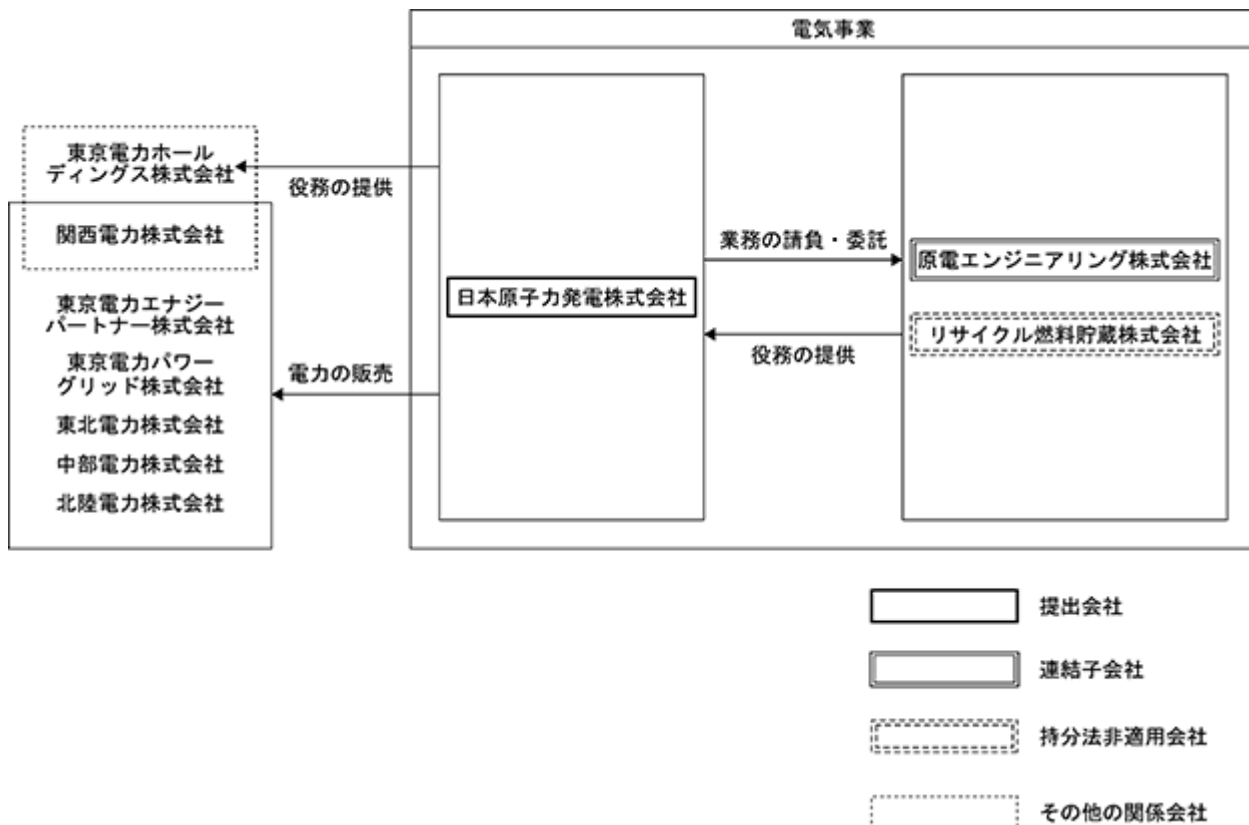 電気事業
東京電力ホール
ディングス株式会社
役務の提供
関西電力株式会社
業務の請負・委託
原電エンジニアリング株式会社
日本原子力発電株式会社
東京電力エナジー
パートナー株式会社
リサイクル燃料貯蔵株式会社
役務の提供
東京電力パワー
グリッド株式会社
電力の販売
東北電力株式会社
中部電力株式会社
北陸電力株式会社
提出会社
連結子会社
持分法非適用会社
その他の関係会社